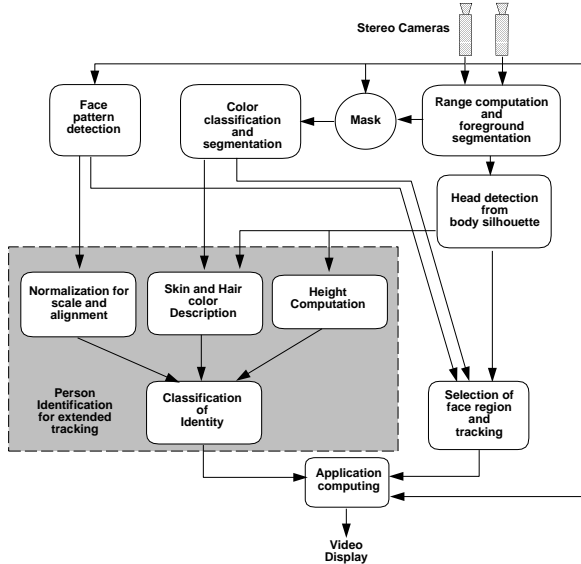 Stereo Cameras
Face
pattern
detection
Color
classification
and
segmentation
Mask
Range computation
and
foreground
segmentation
Head detection
from
body silhouette
Normalization for
scale and
alignment
Skin and Hair
color
Description
Height
Computation
Person
Identification
for extended
tracking
Classification
of
Identity
Selection of
face region
and
tracking
Application
computing
Video
Display